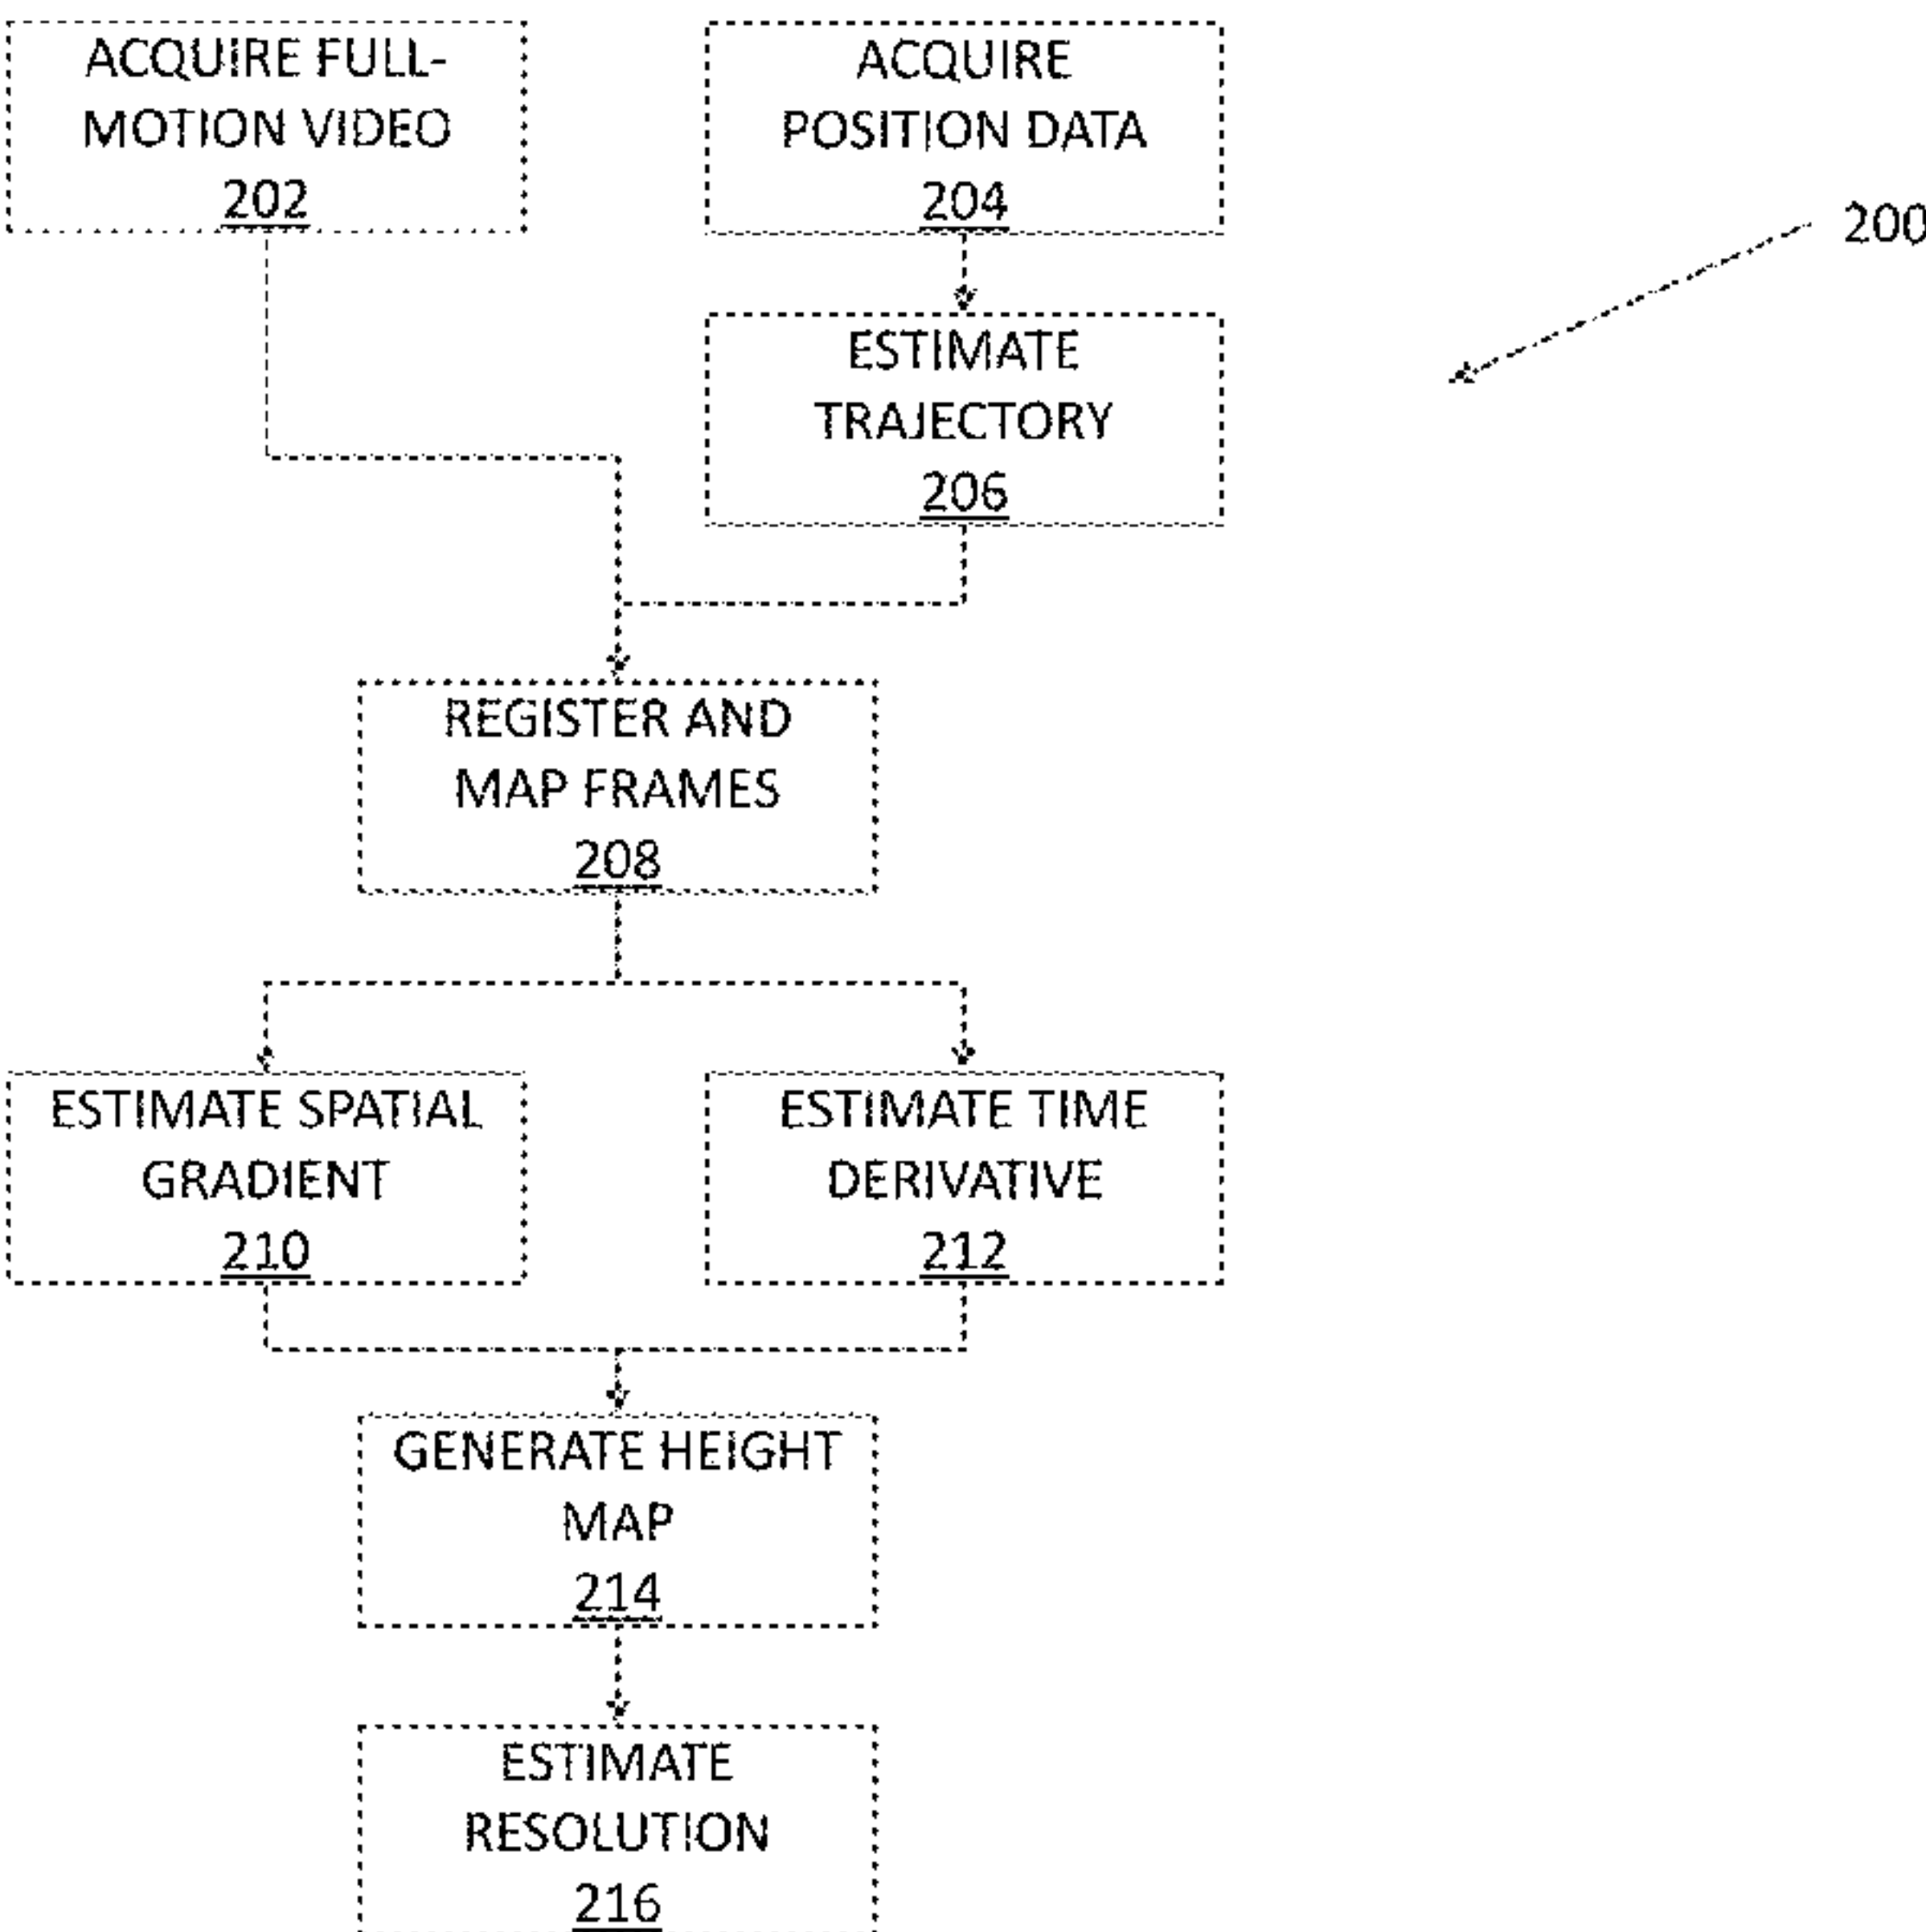 ACQUIRE FULL-
MOTION VIDEO
202
ACQUIRE
POSITION DATA
204
200
ESTIMATE
TRAJECTORY
206
REGISTER AND
MAP FRAMES
208
ESTIMATE SPATIAL
GRADIENT
210
ESTIMATE TIME
DERIVATIVE
212
GENERATE HEIGHT
MAP
214
ESTIMATE
RESOLUTION
216